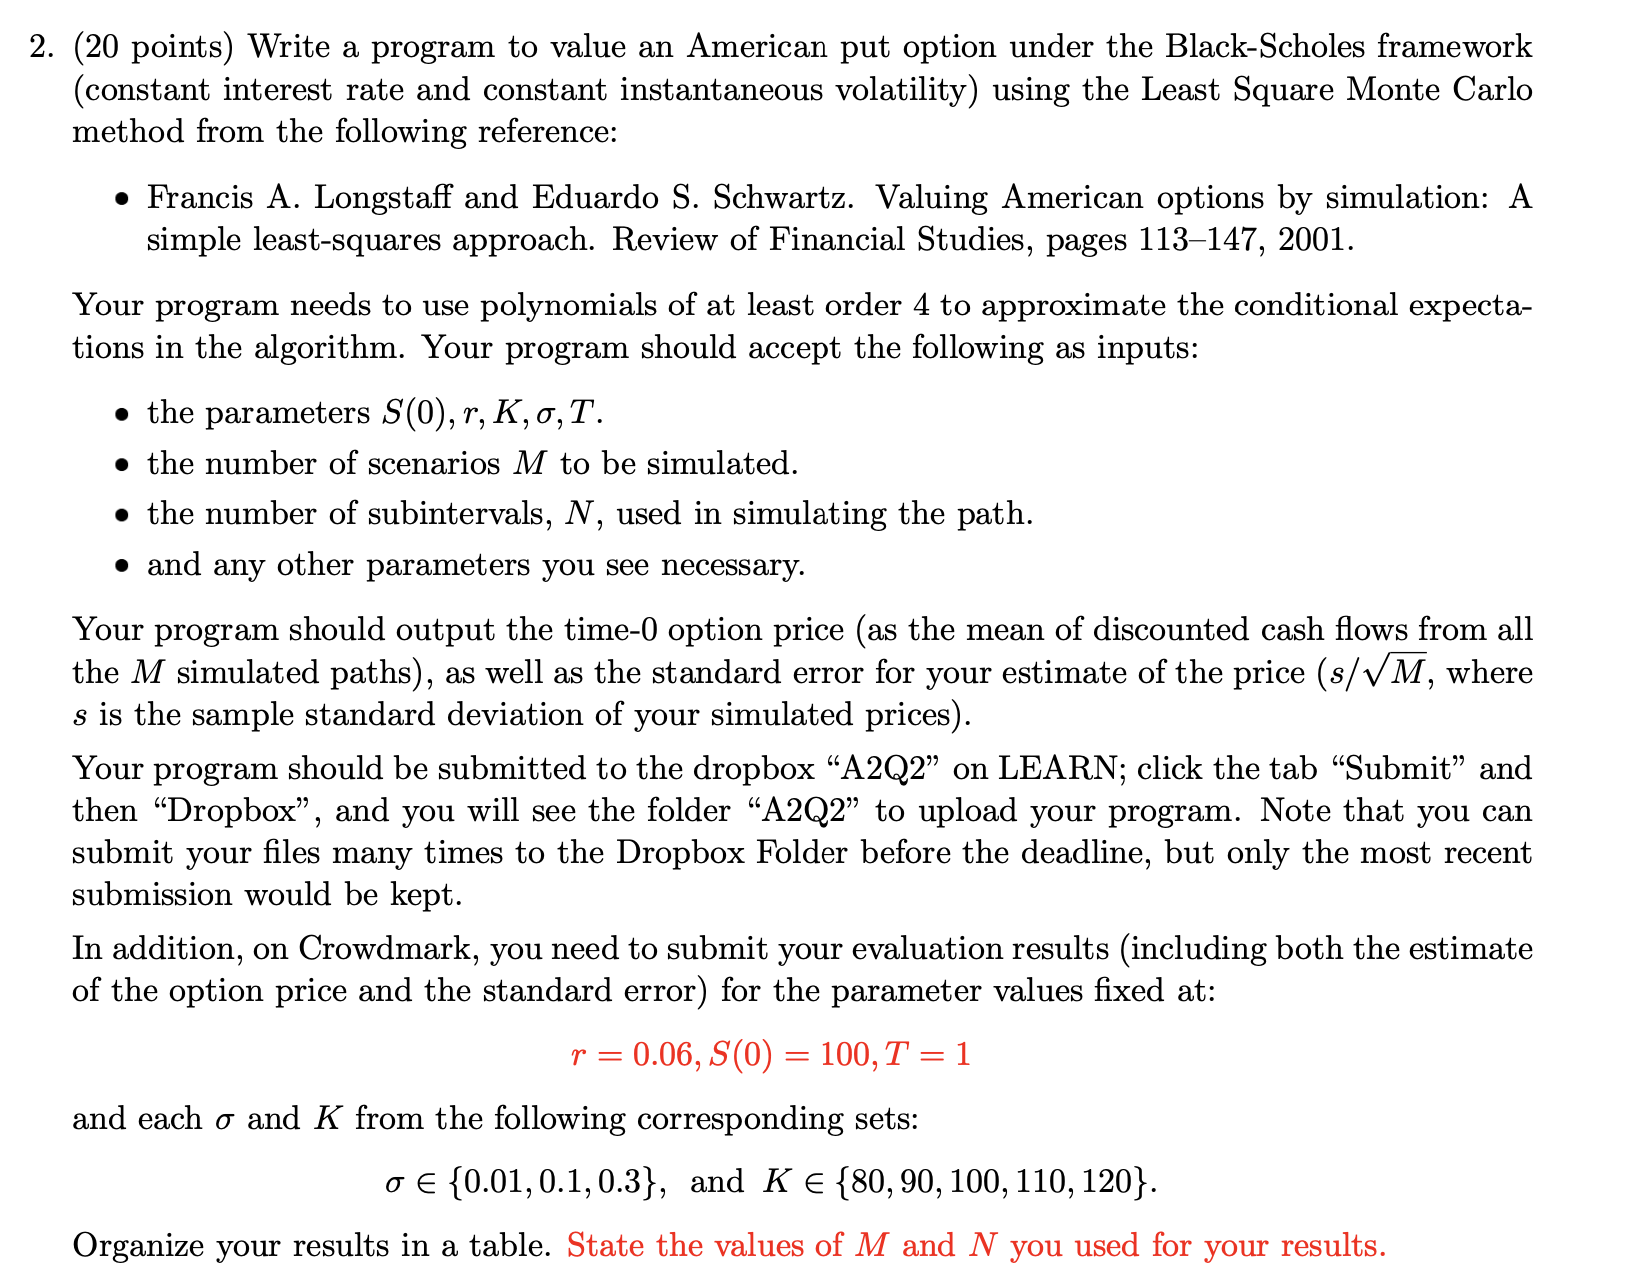 2. (20 points) Write a program to value an American put option under the Black-Scholes framework
(constant interest rate and constant instantaneous volatility) using the Least Square Monte Carlo
method from the following reference:
• Francis A. Longstaff and Eduardo S. Schwartz. Valuing American options by simulation: A
simple least-squares approach. Review of Financial Studies, pages 113–147, 2001.
Your program needs to use polynomials of at least order 4 to approximate the conditional expecta-
tions in the algorithm. Your program should accept the following as inputs:
• the parameters S(0), r, K, σ, T.
• the number of scenarios M to be simulated.
• the number of subintervals, N, used in simulating the path.
• and any other parameters you see necessary.
Your program should output the time-0 option price (as the mean of discounted cash flows from all
the M simulated paths), as well as the standard error for your estimate of the price (s/√M, where
s is the sample standard deviation of your simulated prices).
Your program should be submitted to the dropbox “A2Q2” on LEARN; click the tab “Submit” and
then “Dropbox”, and you will see the folder “A2Q2” to upload your program. Note that you can
submit your files many times to the Dropbox Folder before the deadline, but only the most recent
submission would be kept.
In addition, on Crowdmark, you need to submit your evaluation results (including both the estimate
of the option price and the standard error) for the parameter values fixed at:
r = 0.06, S(0) = 100, T = 1
and each σ and K from the following corresponding sets:
σ ∈ {0.01, 0.1, 0.3}, and K ∈ {80, 90, 100, 110, 120}.
Organize your results in a table. State the values of M and N you used for your results.